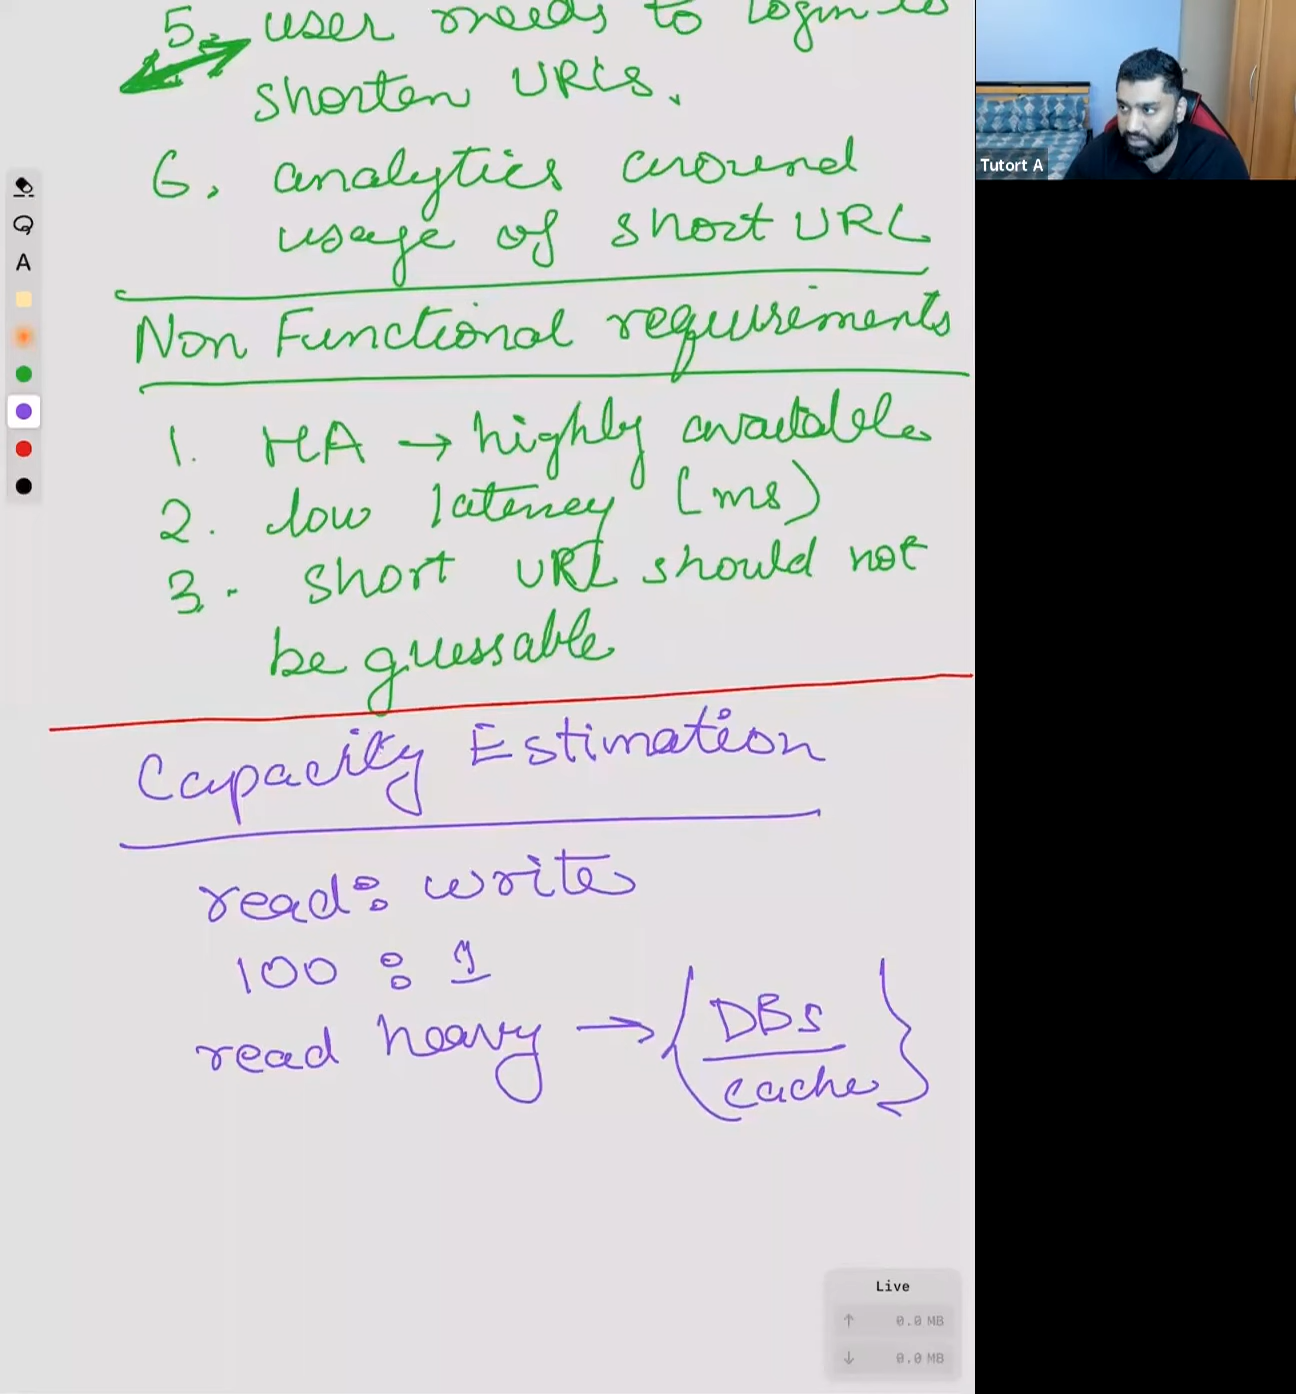 5. user needs to login to
shorten URLs.
6. analytics around
usage of short URL
Non Functional requirements
1. HA → highly available
2. low latency (ms)
3. short URL should not
be guessable
Capacity Estimation
read: write
100 : 1
read heavy → { DBs
cache }
Tutort A
A
Live
↑ 0.0 MB
↓ 0.0 MB